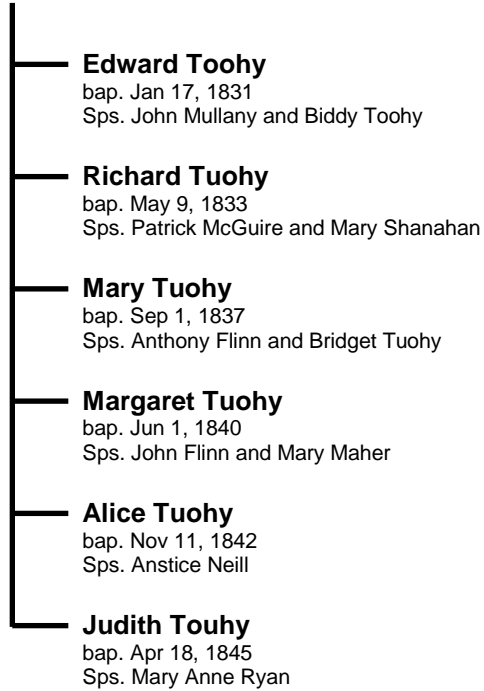 Edward Toohy
bap. Jan 17, 1831
Sps. John Mullany and Biddy Toohy
Richard Tuohy
bap. May 9, 1833
Sps. Patrick McGuire and Mary Shanahan
Mary Tuohy
bap. Sep 1, 1837
Sps. Anthony Flinn and Bridget Tuohy
Margaret Tuohy
bap. Jun 1, 1840
Sps. John Flinn and Mary Maher
Alice Tuohy
bap. Nov 11, 1842
Sps. Anstice Neill
Judith Touhy
bap. Apr 18, 1845
Sps. Mary Anne Ryan